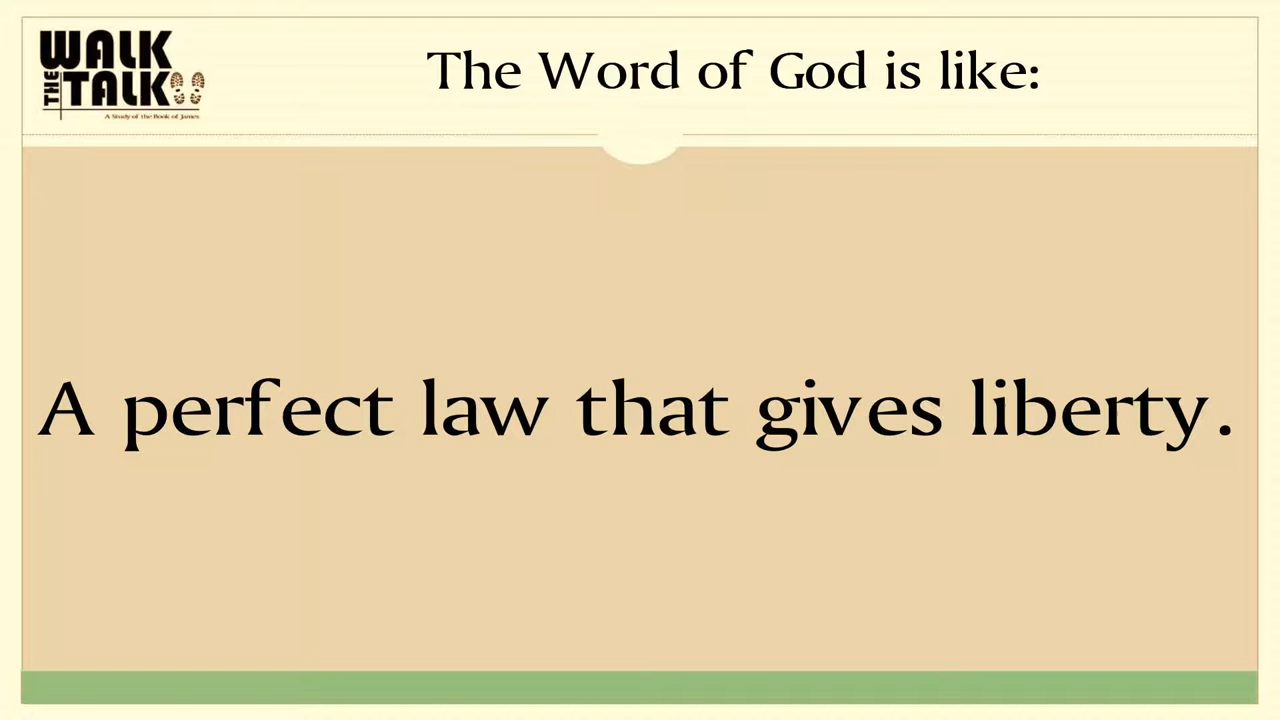 WALK
THE
TALK
A Study of the Book of James
The Word of God is like:
A perfect law that gives liberty.